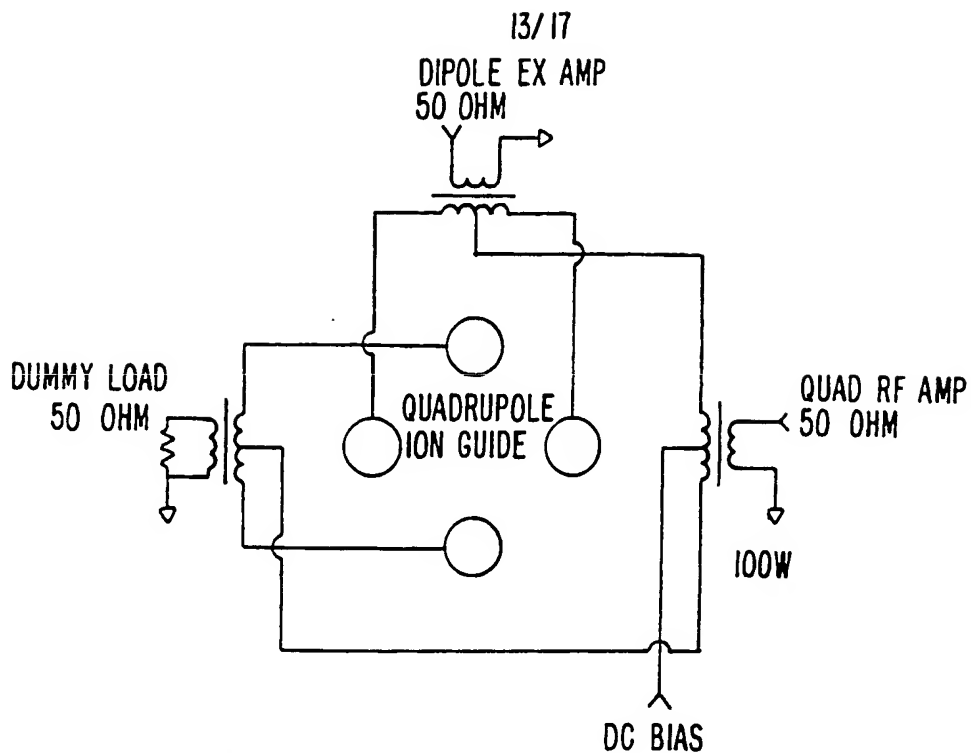 13/17
DIPOLE EX AMP
50 OHM
DUMMY LOAD
50 OHM
QUADRUPOLE
ION GUIDE
QUAD RF AMP
50 OHM
100W
DC BIAS